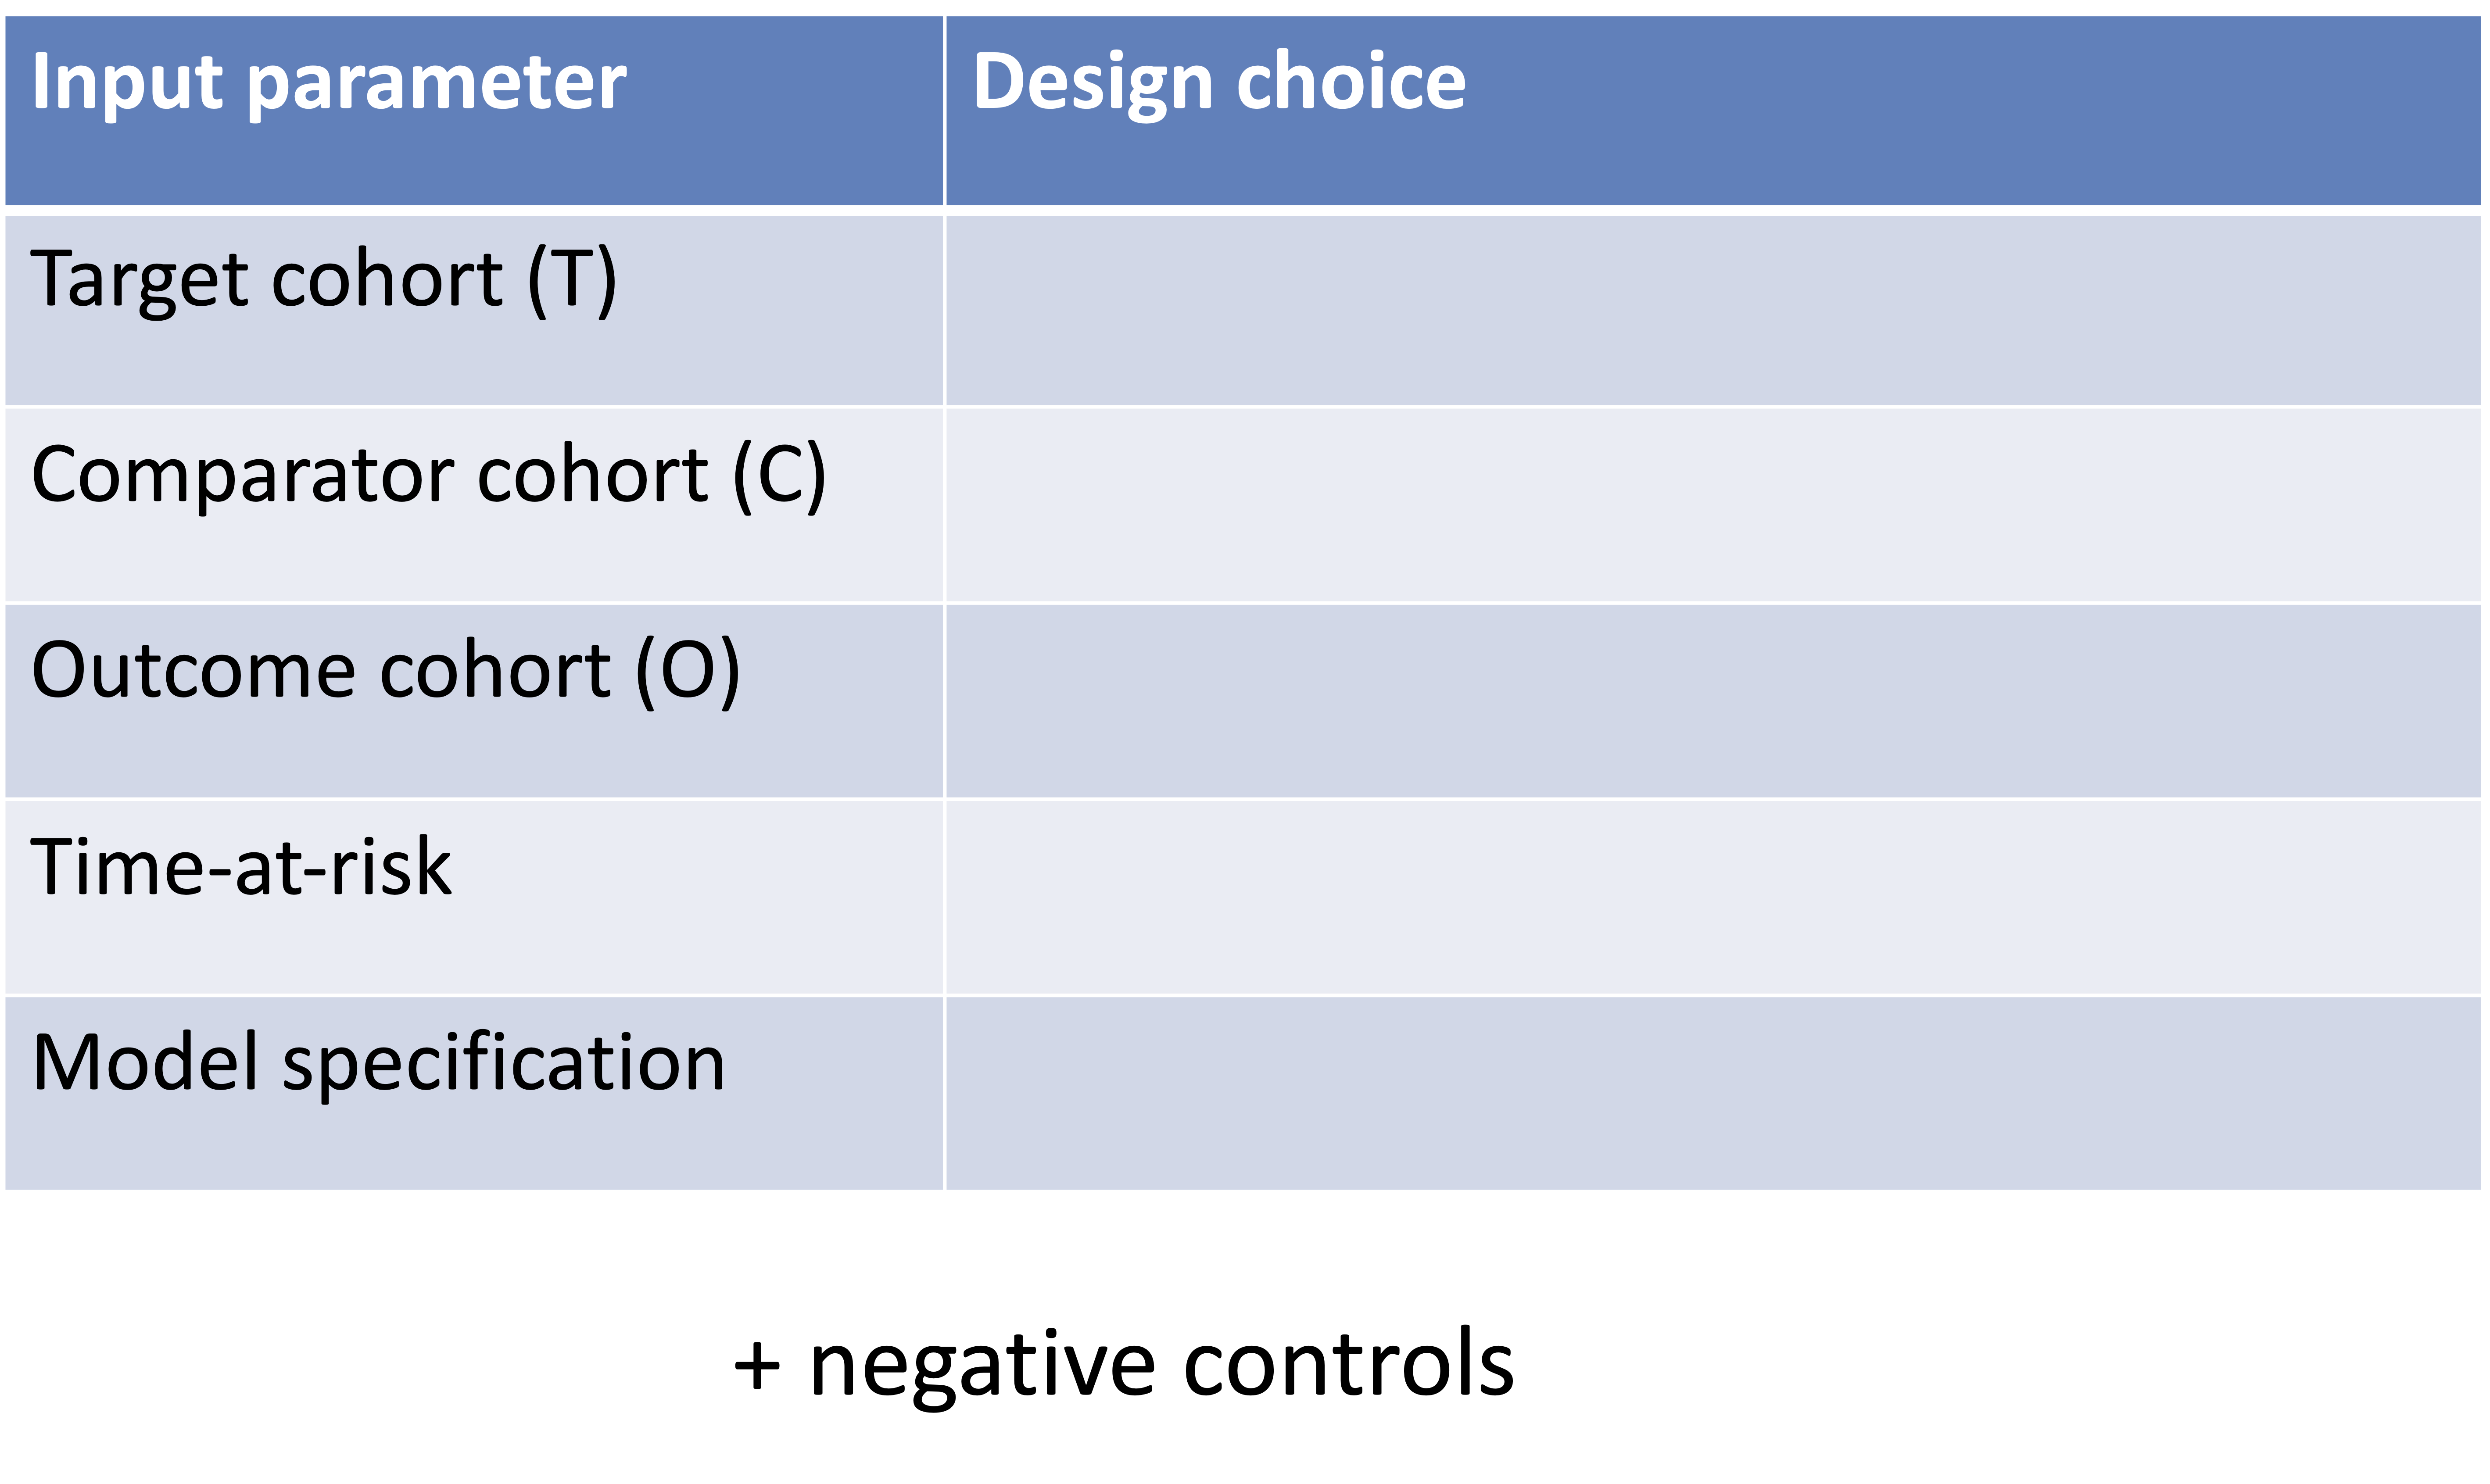 Input parameter
Design choice
Target cohort (T)
Comparator cohort (C)
Outcome cohort (O)
Time-at-risk
Model specification
+ negative controls